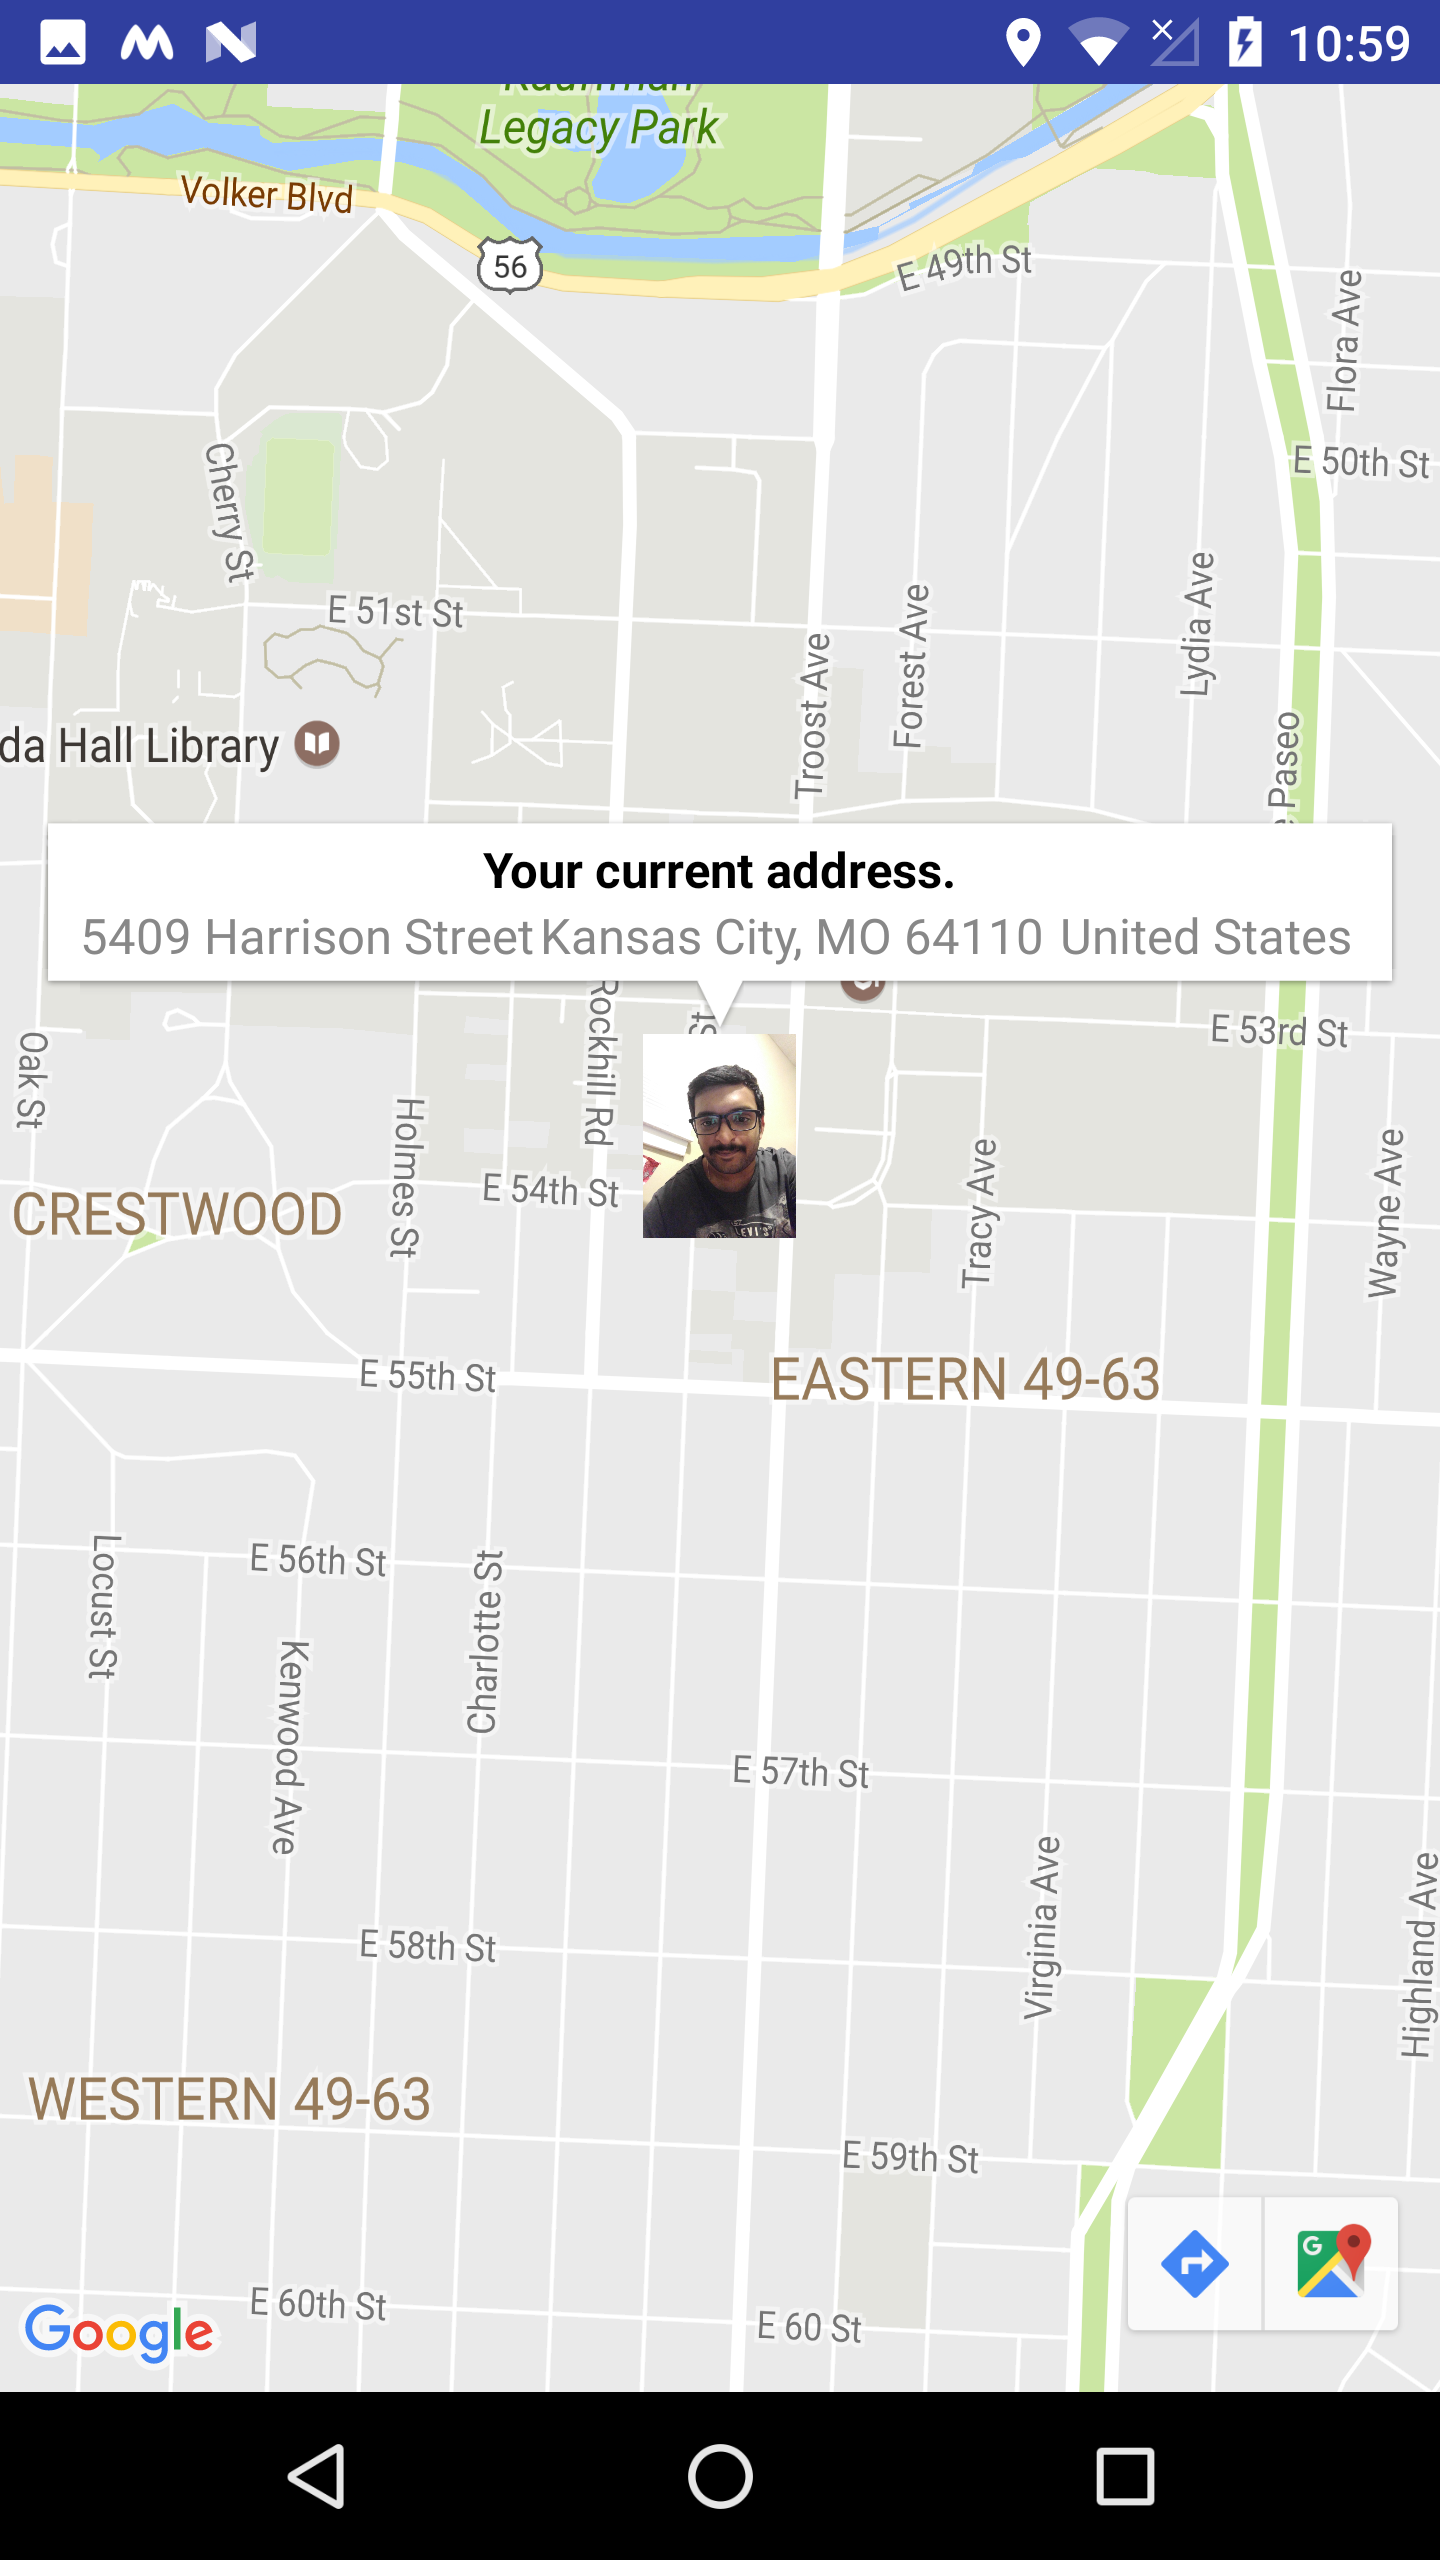 10:59
Kauffman
Legacy Park
Volker Blvd
56
E 49th St
Flora Ave
E 50th St
Cherry St
E 51st St
Lydia Ave
Forest Ave
Troost Ave
da Hall Library
Paseo
Your current address.
5409 Harrison Street Kansas City, MO 64110 United States
Rockhill Rd
St
E 53rd St
Oak St
Holmes St
E 54th St
LEVI'S
Tracy Ave
Wayne Ave
CRESTWOOD
E 55th St
EASTERN 49-63
Locust St
E 56th St
Charlotte St
Kenwood Ave
E 57th St
Virginia Ave
Highland Ave
E 58th St
WESTERN 49-63
E 59th St
G
E 60th St
E 60 St
Google